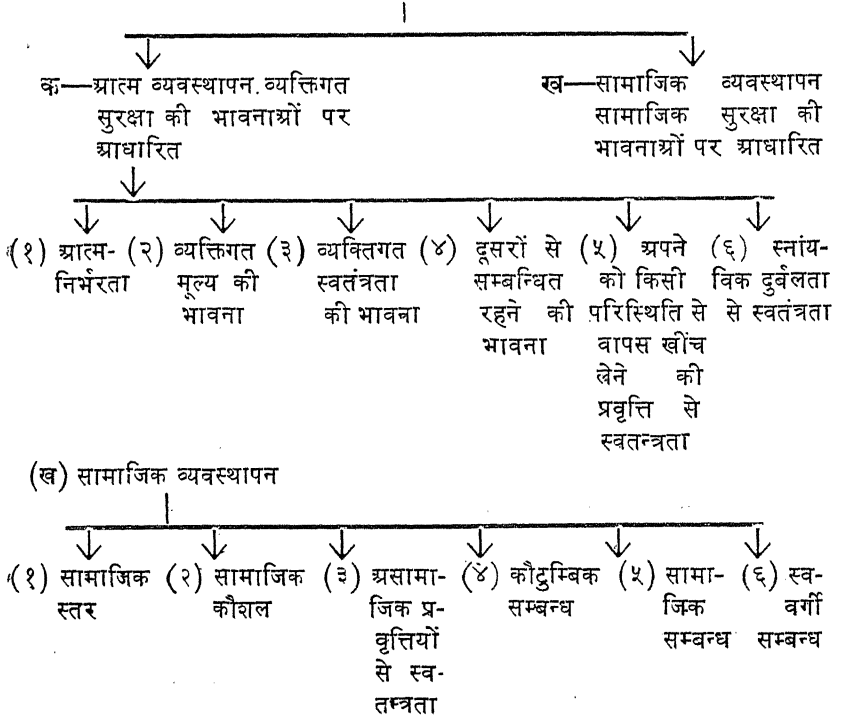 क—आत्म व्यवस्थापन. व्यक्तिगत
सुरक्षा की भावनाओं पर
आधारित
ख—सामाजिक व्यवस्थापन
सामाजिक सुरक्षा की
भावनाओं पर आधारित
(१) आत्म-
निर्भरता
(२) व्यक्तिगत
मूल्य की
भावना
(३) व्यक्तिगत
स्वतंत्रता
की भावना
(४) दूसरों से
सम्बन्धित
रहने की
भावना
(५) अपने
को किसी
परिस्थिति से
वापस खींच
लेने की
प्रवृत्ति से
स्वतन्त्रता
(६) स्नांय-
विक दुर्बलता
से स्वतंत्रता
(ख) सामाजिक व्यवस्थापन
(१) सामाजिक
स्तर
(२) सामाजिक
कौशल
(३) असामा-
जिक प्र-
वृत्तियों
से स्व-
तन्त्रता
(४) कौटुम्बिक
सम्बन्ध
(५) सामा-
जिक
सम्बन्ध
(६) स्व-
वर्गी
सम्बन्ध